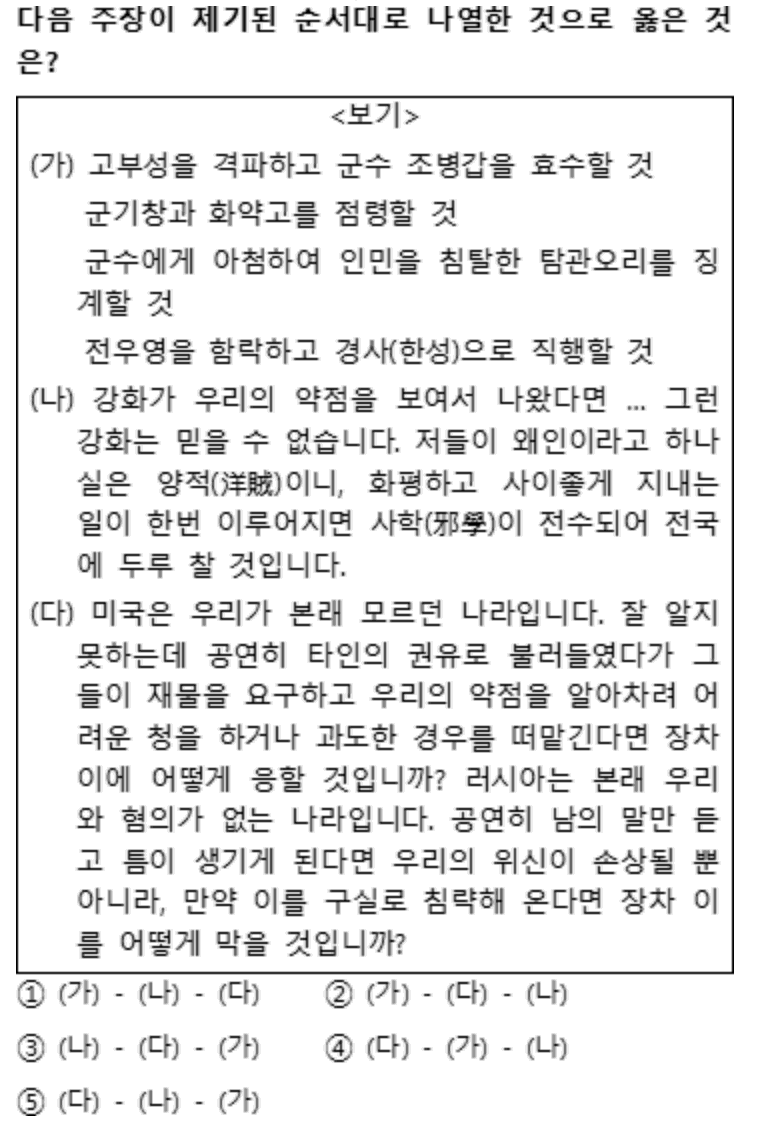 다음 주장이 제기된 순서대로 나열한 것으로 옳은 것
은?
<보기>
(가) 고부성을 격파하고 군수 조병갑을 효수할 것
군기창과 화약고를 점령할 것
군수에게 아첨하여 인민을 침탈한 탐관오리를 징
계할 것
전우영을 함락하고 경사(한성)으로 직행할 것
(나) 강화가 우리의 약점을 보여서 나왔다면 ... 그런
강화는 믿을 수 없습니다. 저들이 왜인이라고 하나
실은 양적(洋賊)이니, 화평하고 사이좋게 지내는
일이 한번 이루어지면 사학(邪學)이 전수되어 전국
에 두루 찰 것입니다.
(다) 미국은 우리가 본래 모르던 나라입니다. 잘 알지
못하는데 공연히 타인의 권유로 불러들였다가 그
들이 재물을 요구하고 우리의 약점을 알아차려 어
려운 청을 하거나 과도한 경우를 떠맡긴다면 장차
이에 어떻게 응할 것입니까? 러시아는 본래 우리
와 혐의가 없는 나라입니다. 공연히 남의 말만 듣
고 틈이 생기게 된다면 우리의 위신이 손상될 뿐
아니라, 만약 이를 구실로 침략해 온다면 장차 이
를 어떻게 막을 것입니까?
① (가) - (나) - (다) ② (가) - (다) - (나)
③ (나) - (다) - (가) ④ (다) - (가) - (나)
⑤ (다) - (나) - (가)